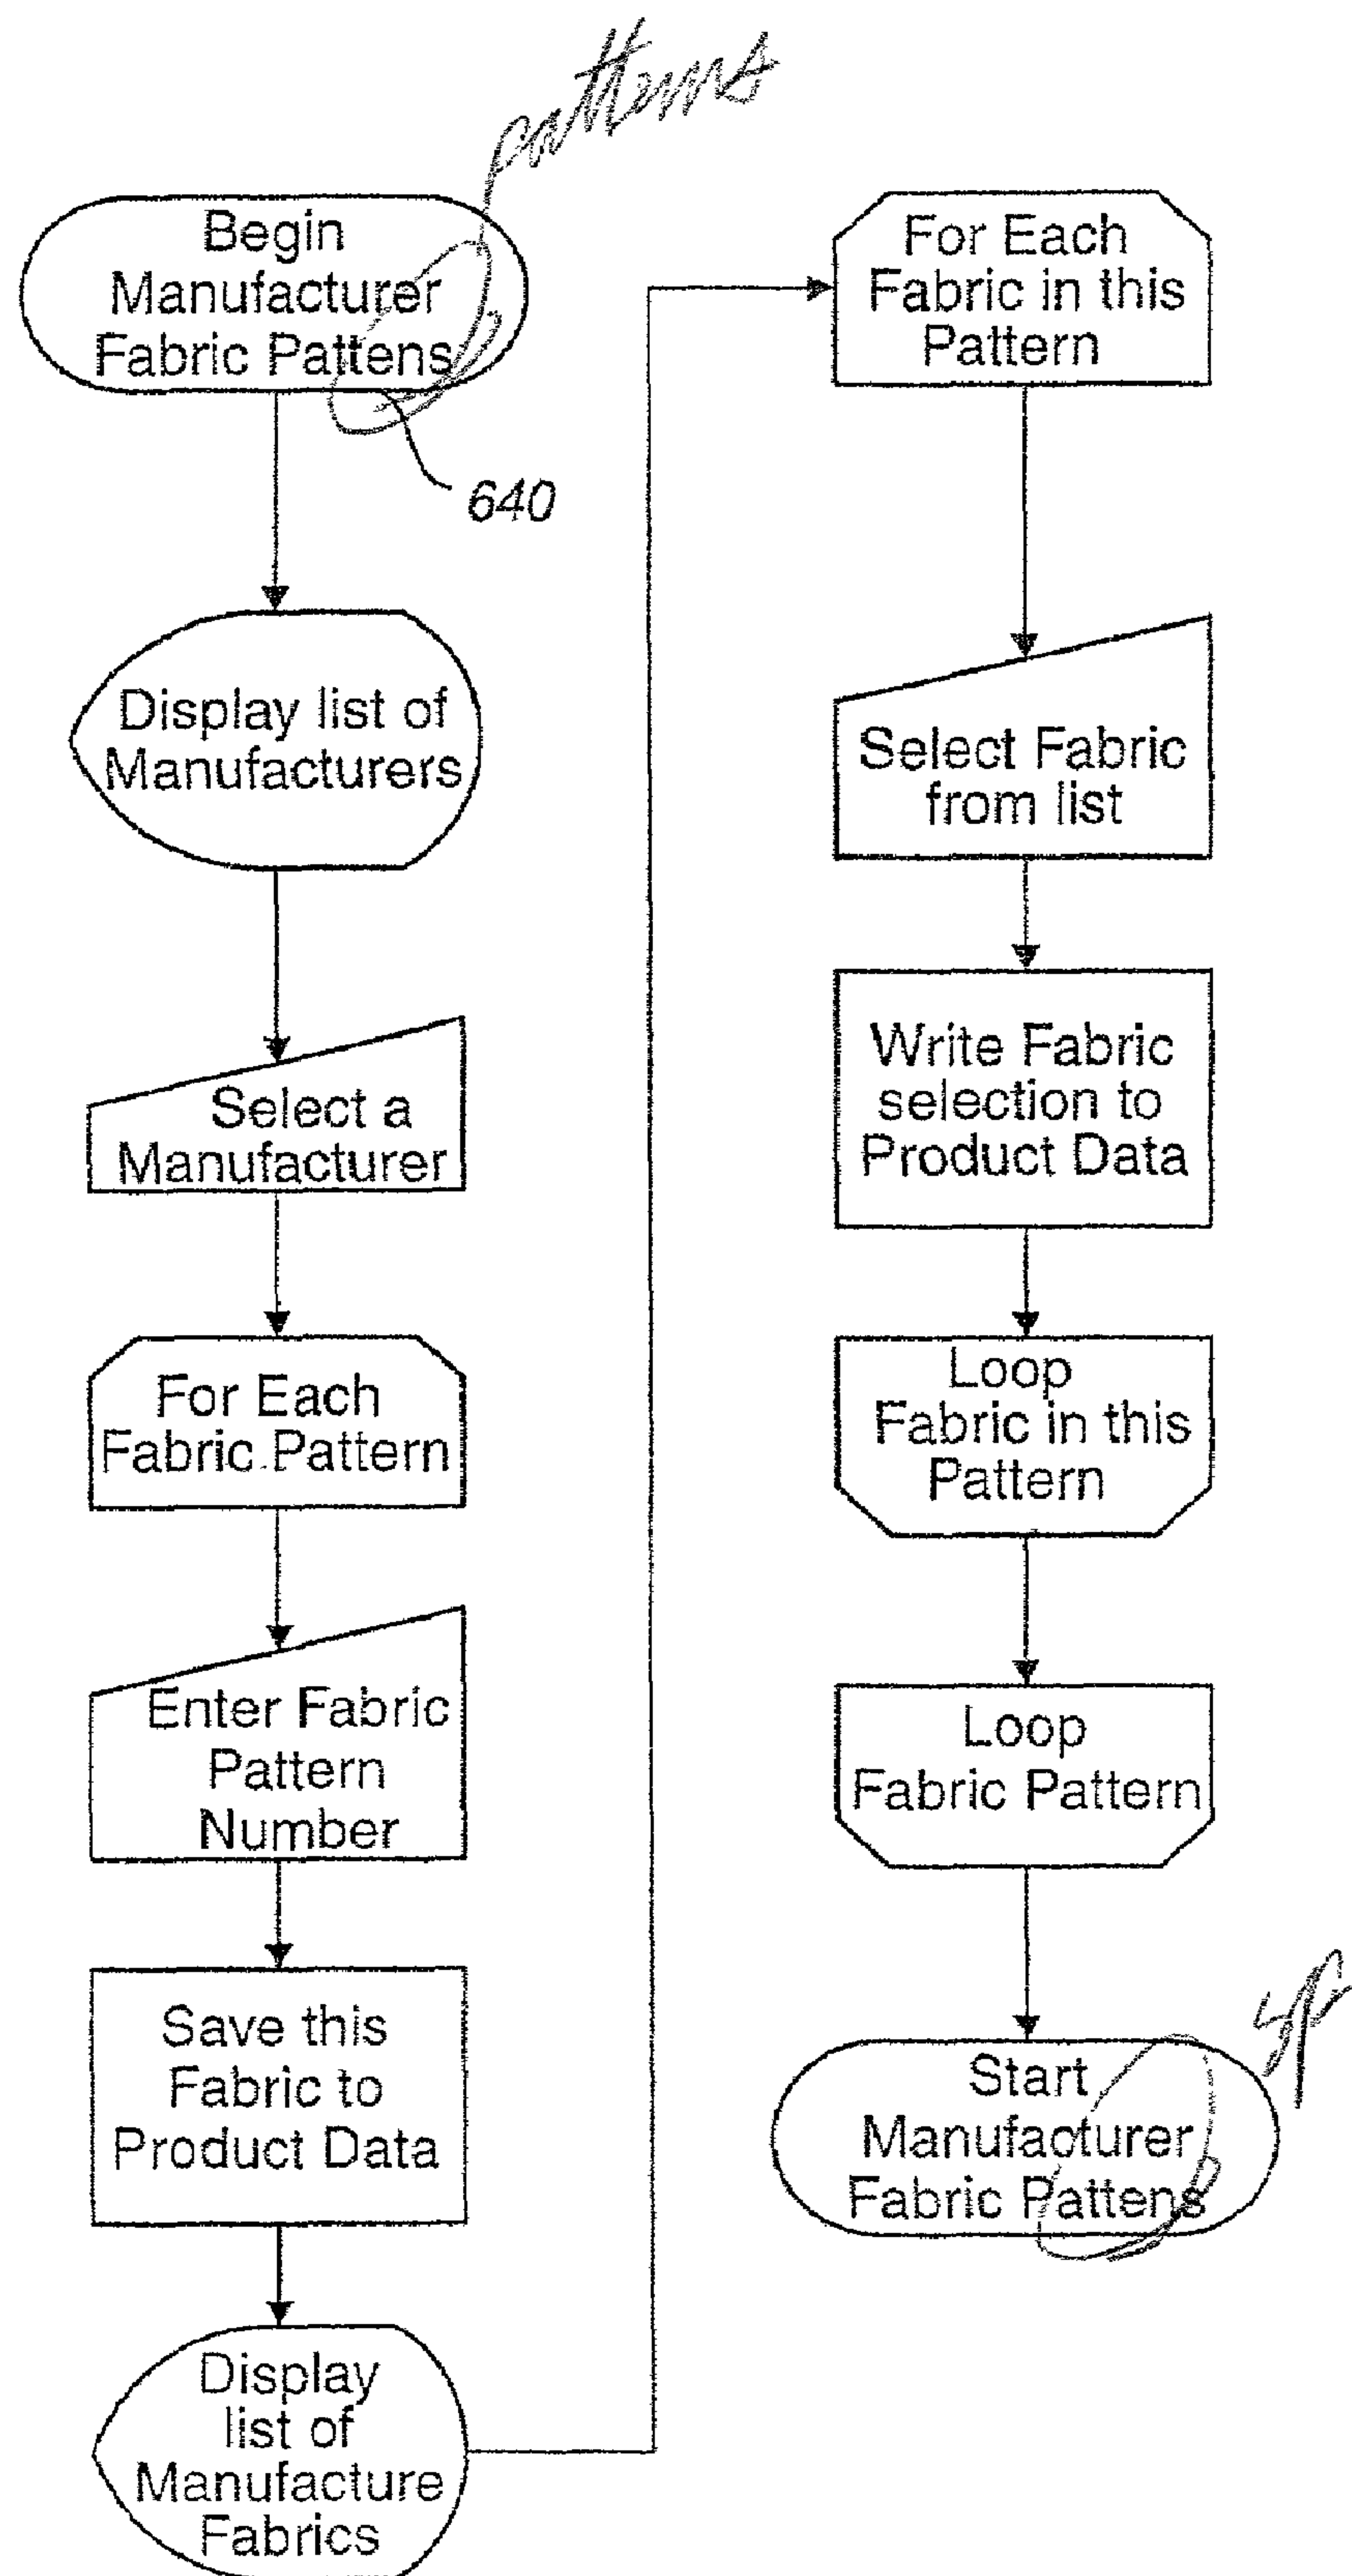 patterns
Begin
Manufacturer
Fabric Pattens
640
Display list of
Manufacturers
Select a
Manufacturer
For Each
Fabric Pattern
Enter Fabric
Pattern
Number
Save this
Fabric to
Product Data
Display
list of
Manufacture
Fabrics
For Each
Fabric in this
Pattern
Select Fabric
from list
Write Fabric
selection to
Product Data
Loop
Fabric in this
Pattern
Loop
Fabric Pattern
Start
Manufacturer
Fabric Pattens